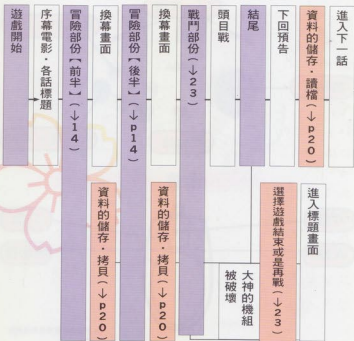 遊戲開始
序幕電影・各話標題
冒險部份【前半】(↓14)
換幕畫面
冒險部份【後半】(↓p14)
換幕畫面
戰鬥部份(↓23)
頭目戰
結尾
下回預告
資料的儲存・讀檔(↓p20)
進入下一話
資料的儲存・拷貝(↓p20)
資料的儲存・拷貝(↓p20)
大神的機組
被破壞
選擇遊戲結束或是再戰(↓23)
進入標題畫面